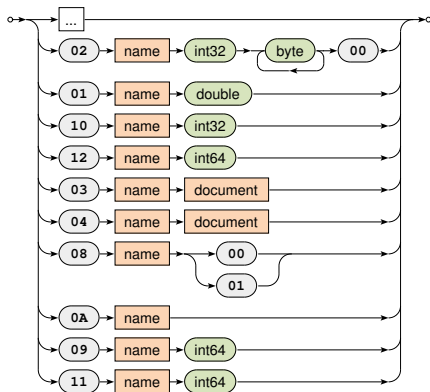 ...
02 name int32 byte 00
01 name double
10 name int32
12 name int64
03 name document
04 name document
08 name 00
01
0A name
09 name int64
11 name int64